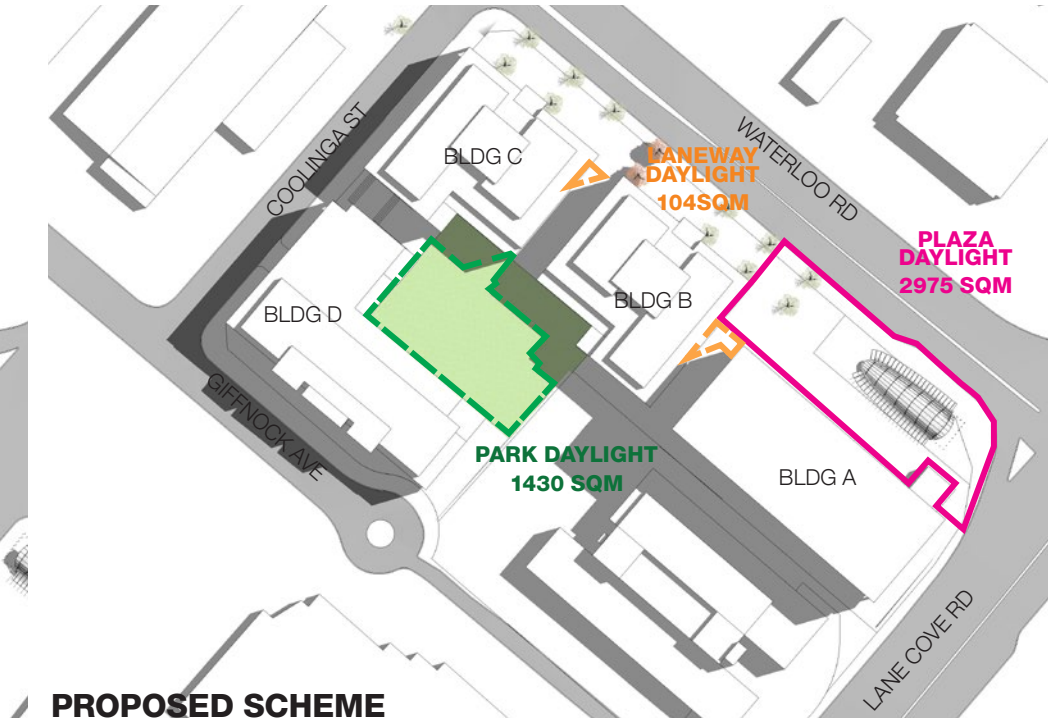 COOLINGA ST
BLDG C
LANEWAY
DAYLIGHT
104SQM
WATERLOO RD
PLAZA
DAYLIGHT
2975 SQM
BLDG D
BLDG B
GIFFNOCK AVE
PARK DAYLIGHT
1430 SQM
BLDG A
LANE COVE RD
PROPOSED SCHEME